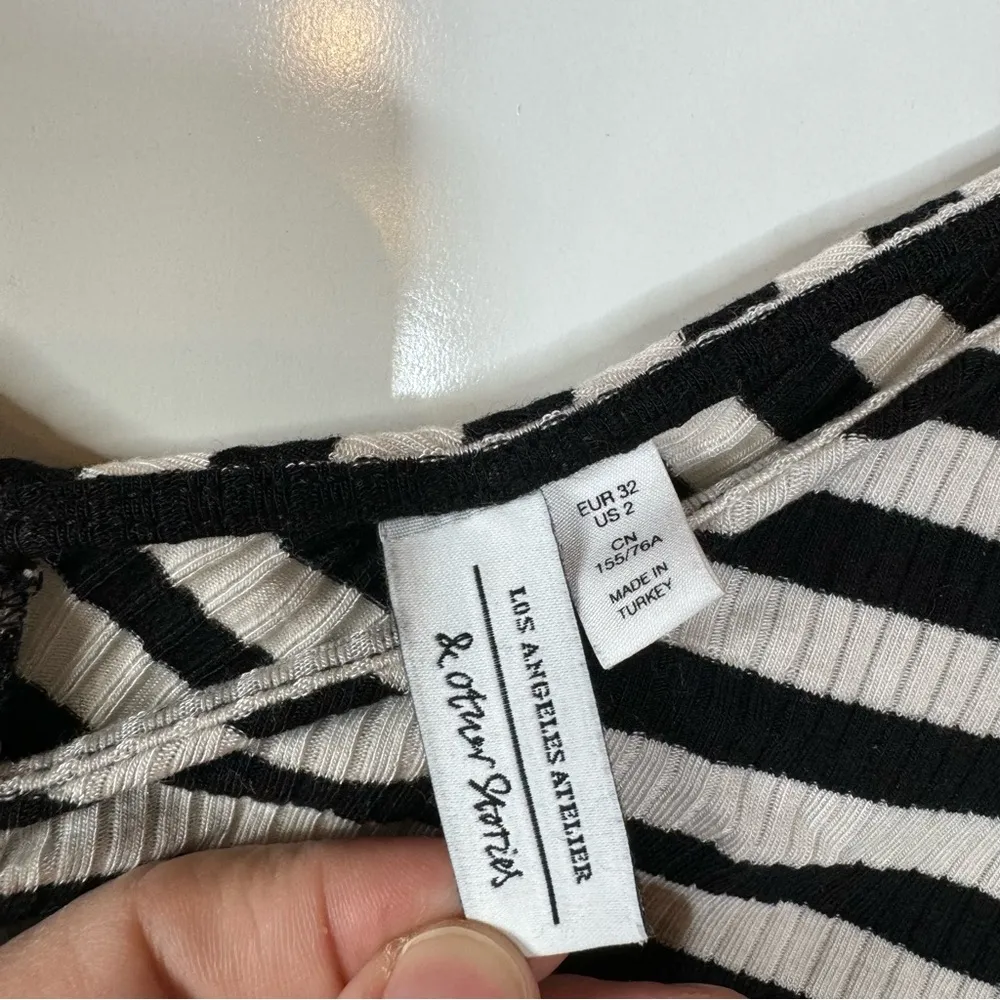 & other Stories
LOS ANGELES ATELIER
EUR 32
US 2
CN
155/76A
MADE IN
TURKEY